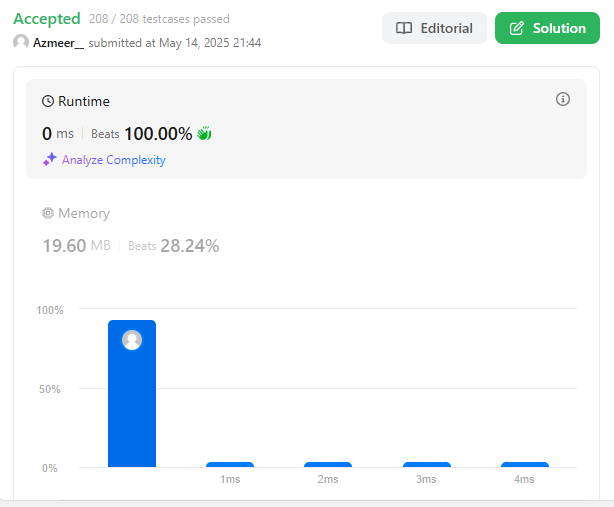 Accepted 208 / 208 testcases passed
Editorial
Solution
Azmeer__ submitted at May 14, 2025 21:44
Runtime
0 ms Beats 100.00%
Analyze Complexity
Memory
19.60 MB Beats 28.24%
100%
50%
0%
1ms 2ms 3ms 4ms